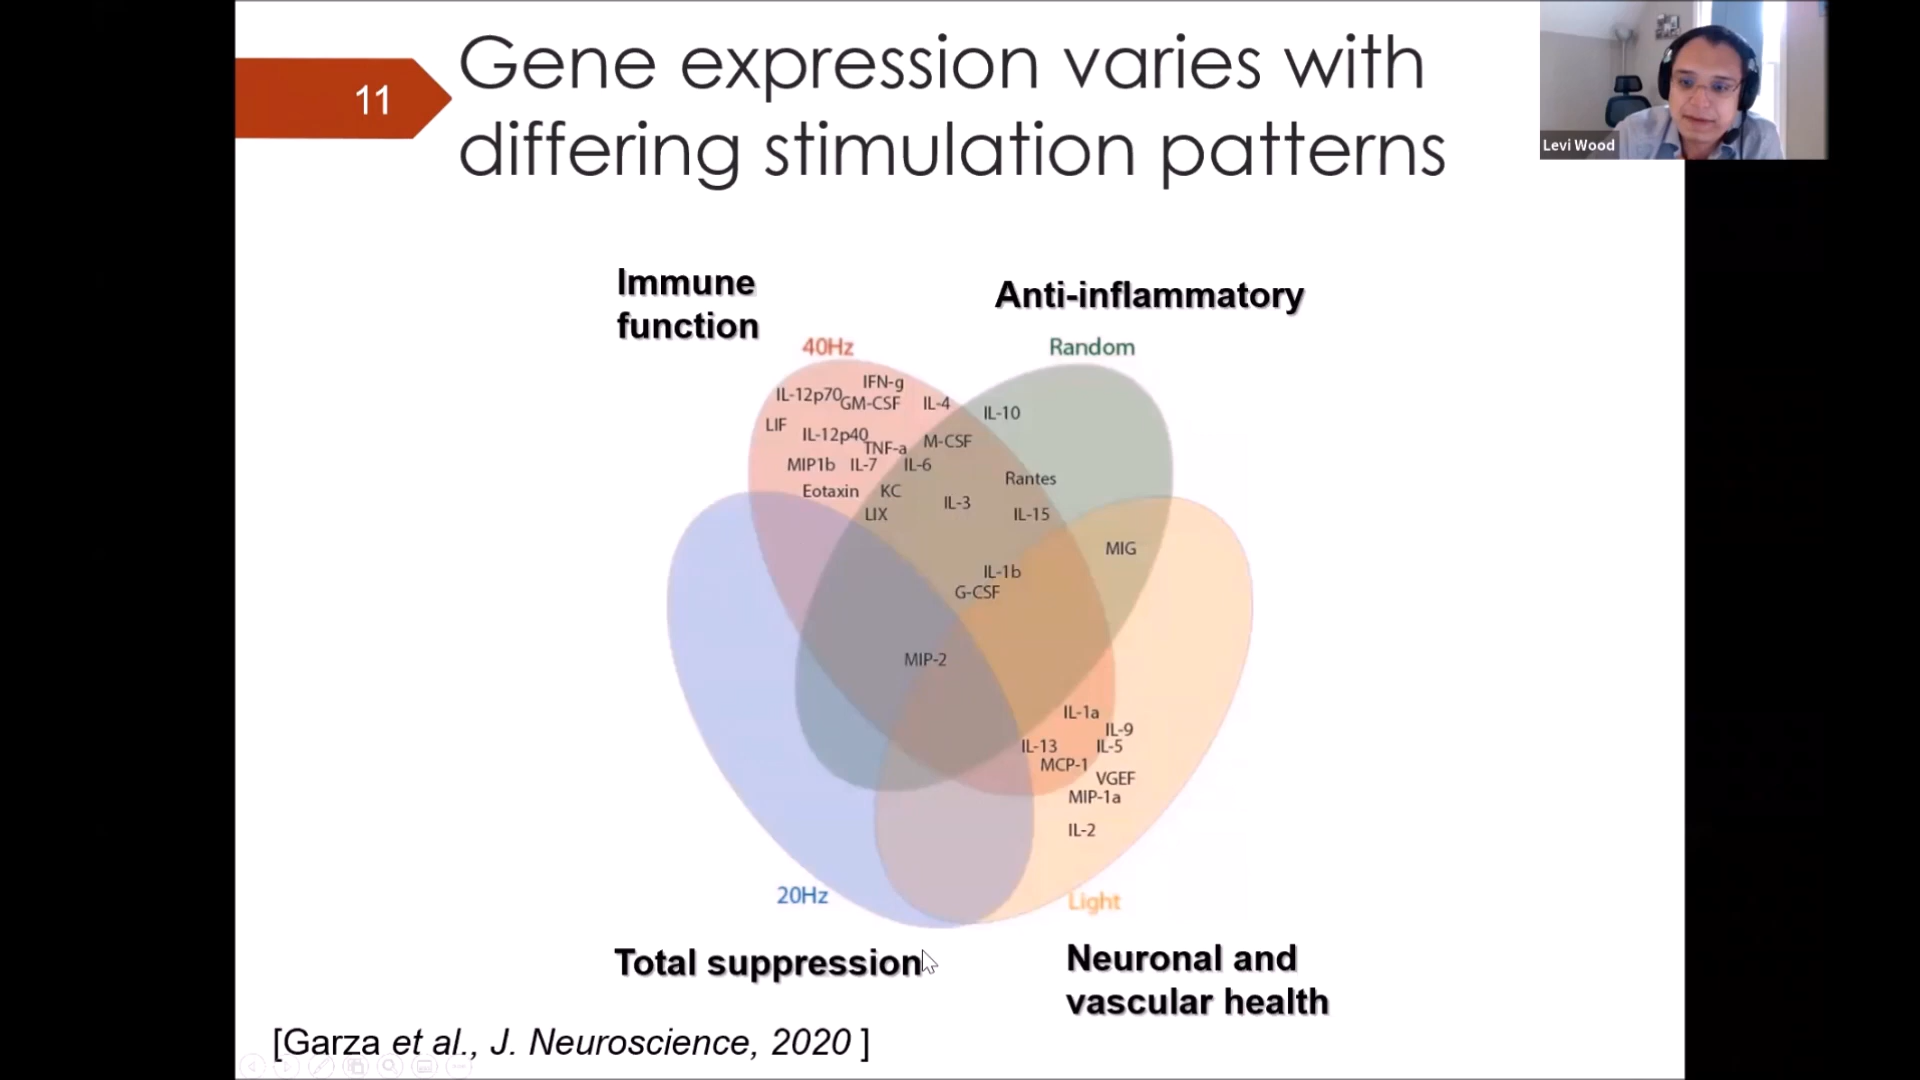 11
Gene expression varies with
differing stimulation patterns
Levi Wood
Immune
function
Anti-inflammatory
40Hz
Random
IFN-g
IL-12p70
GM-CSF
IL-4
IL-10
LIF
IL-12p40
TNF-a
M-CSF
MIP1b
IL-7
IL-6
Rantes
Eotaxin
KC
IL-3
LIX
IL-15
MIG
IL-1b
G-CSF
MIP-2
IL-1a
IL-9
IL-13
IL-5
MCP-1
VGEF
MIP-1a
IL-2
20Hz
Light
Total suppression
Neuronal and
vascular health
[Garza et al., J. Neuroscience, 2020 ]